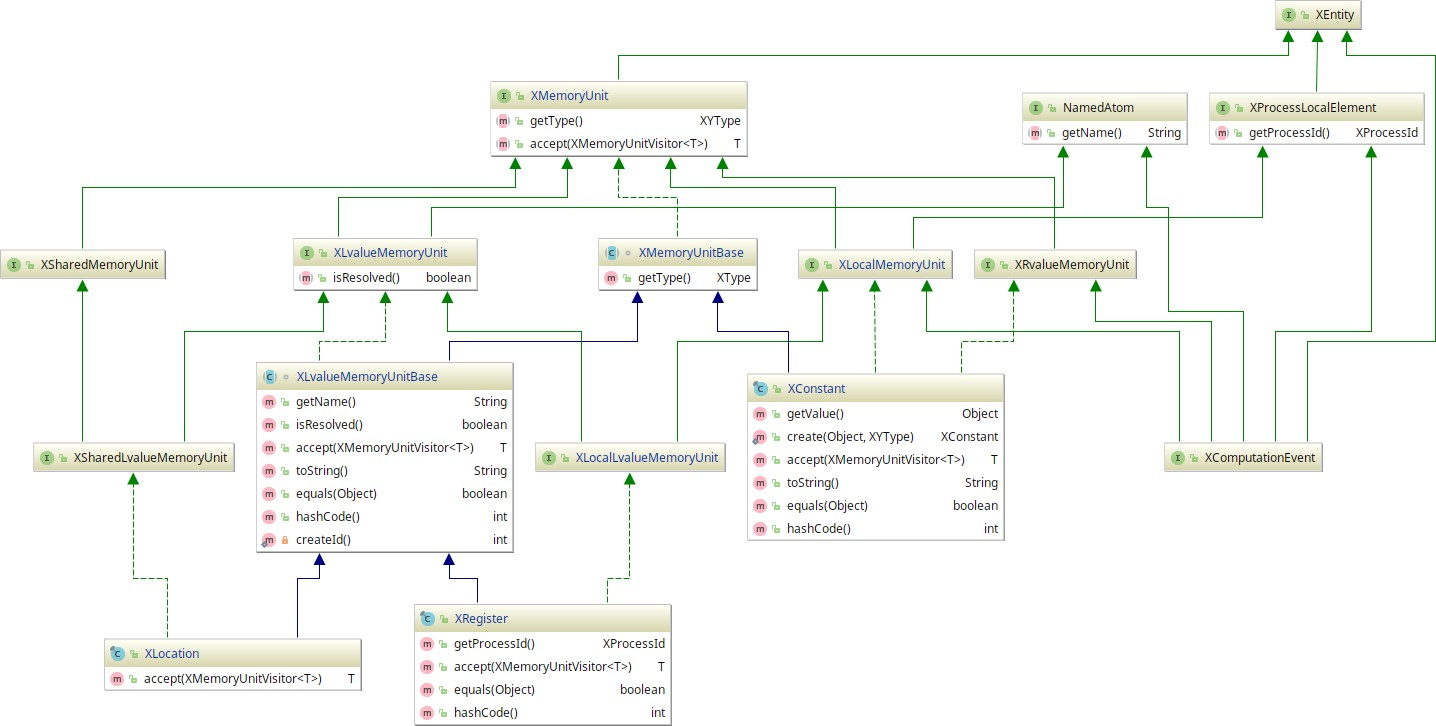 XEntity
XMemoryUnit
getType() XYType
accept(XMemoryUnitVisitor<T>) T
NamedAtom
getName() String
XProcessLocalElement
getProcessId() XProcessId
XSharedMemoryUnit
XLvalueMemoryUnit
isResolved() boolean
XMemoryUnitBase
getType() XType
XLocalMemoryUnit
XRvalueMemoryUnit
XLvalueMemoryUnitBase
getName() String
isResolved() boolean
accept(XMemoryUnitVisitor<T>) T
toString() String
equals(Object) boolean
hashCode() int
createId() int
XConstant
getValue() Object
create(Object, XYType) XConstant
accept(XMemoryUnitVisitor<T>) T
toString() String
equals(Object) boolean
hashCode() int
XSharedLvalueMemoryUnit
XLocalLvalueMemoryUnit
XComputationEvent
XLocation
accept(XMemoryUnitVisitor<T>) T
XRegister
getProcessId() XProcessId
accept(XMemoryUnitVisitor<T>) T
equals(Object) boolean
hashCode() int